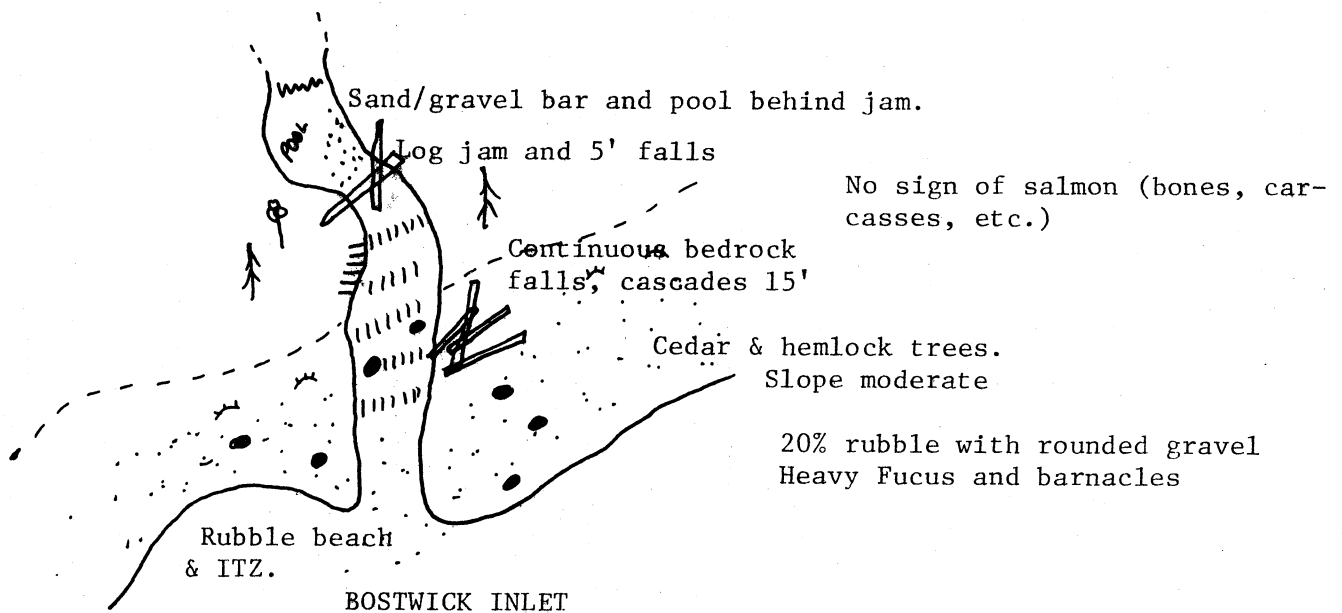 Sand/gravel bar and pool behind jam.
POOL
Log jam and 5' falls
No sign of salmon (bones, car-
casses, etc.)
Continuous bedrock
falls, cascades 15'
Cedar & hemlock trees.
Slope moderate
20% rubble with rounded gravel
Heavy Fucus and barnacles
Rubble beach
& ITZ.
BOSTWICK INLET